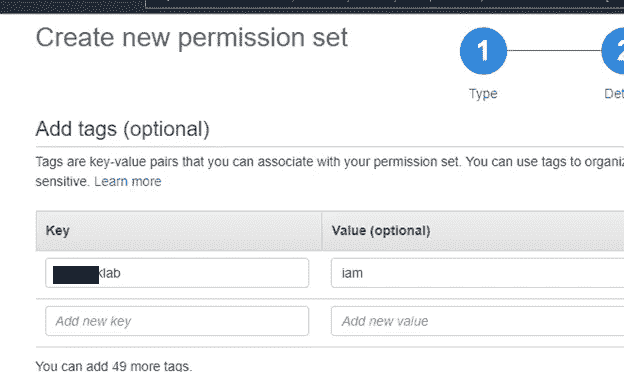 Create new permission set
1
2
Type
Det
Add tags (optional)
Tags are key-value pairs that you can associate with your permission set. You can use tags to organiz
sensitive. Learn more
Key
Value (optional)
klab
iam
Add new key
Add new value
You can add 49 more tags.